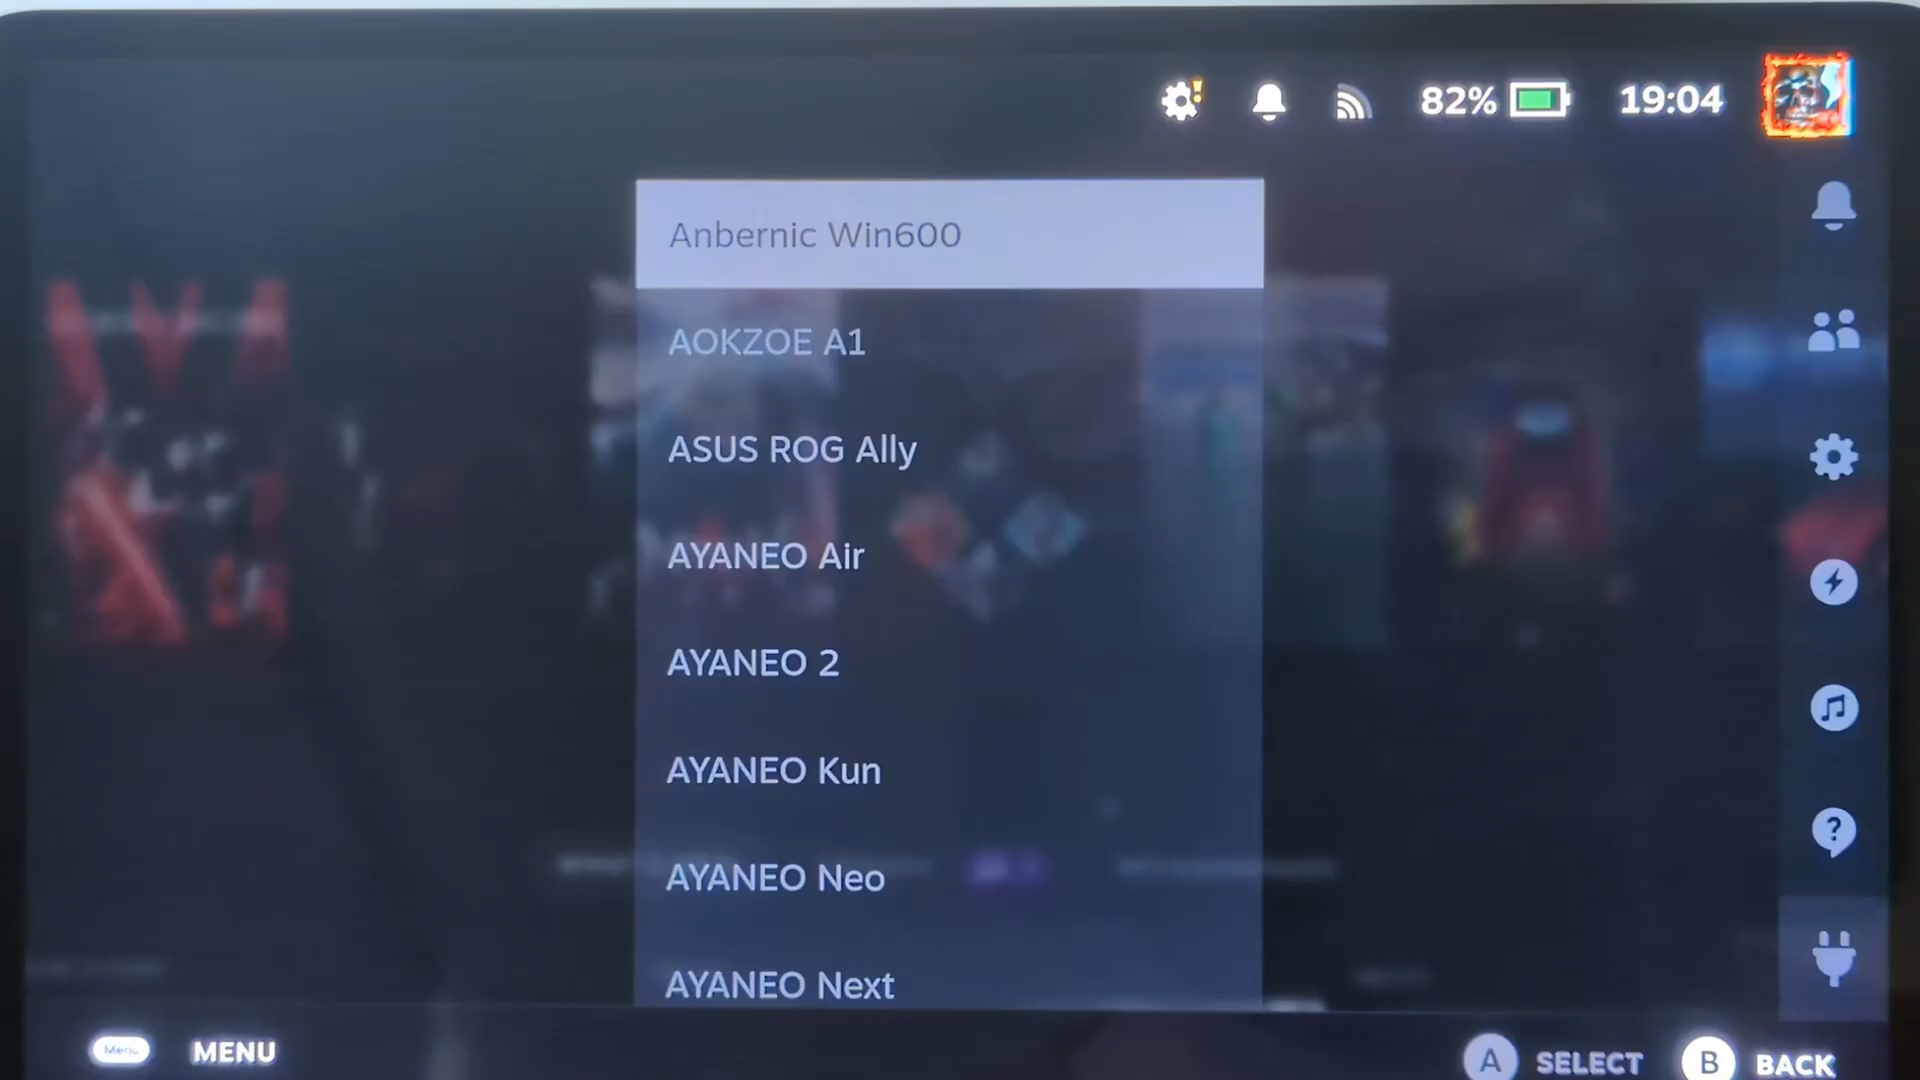 82%
19:04
Anbernic Win600
AOKZOE A1
ASUS ROG Ally
AYANEO Air
AYANEO 2
AYANEO Kun
AYANEO Neo
AYANEO Next
Menu MENU
A SELECT B BACK